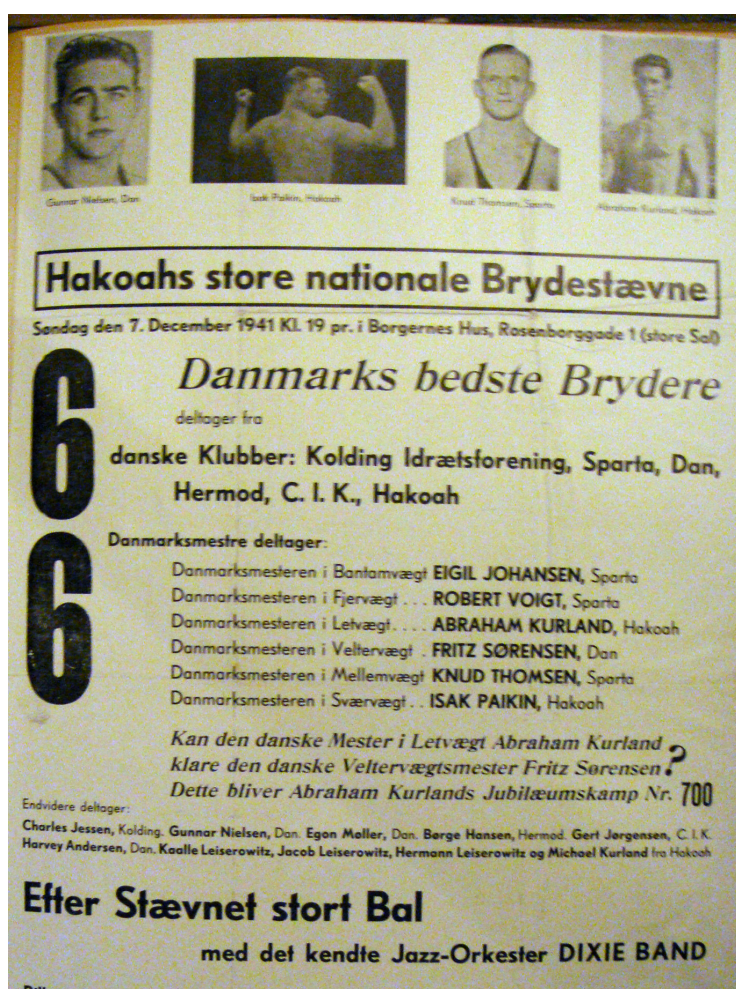 Gunnar Nielsen, Dan
Isak Paikin, Hakoah
Knud Thomsen, Sparta
Abraham Kurland, Hakoah
Hakoahs store nationale Brydestævne
Søndag den 7. December 1941 Kl. 19 pr. i Borgernes Hus, Rosenborggade 1 (store Sal)
6 Danmarks bedste Brydere
deltager fra
danske Klubber: Kolding Idrætsforening, Sparta, Dan,
Hermod, C. I. K., Hakoah
6 Danmarksmestre deltager:
Danmarksmesteren i Bantamvægt EIGIL JOHANSEN, Sparta
Danmarksmesteren i Fjervægt . . . ROBERT VOIGT, Sparta
Danmarksmesteren i Letvægt. . . . ABRAHAM KURLAND, Hakoah
Danmarksmesteren i Veltervægt . FRITZ SØRENSEN, Dan
Danmarksmesteren i Mellemvægt KNUD THOMSEN, Sparta
Danmarksmesteren i Sværvægt . . ISAK PAIKIN, Hakoah
Kan den danske Mester i Letvægt Abraham Kurland
klare den danske Veltervægtsmester Fritz Sørensen?
Dette bliver Abraham Kurlands Jubilæumskamp Nr. 700
Endvidere deltager:
Charles Jessen, Kolding. Gunnar Nielsen, Dan. Egon Møller, Dan. Børge Hansen, Hermod. Gert Jørgensen, C. I. K.
Harvey Andersen, Dan. Kaalle Leiserowitz, Jacob Leiserowitz, Hermann Leiserowitz og Michael Kurland fra Hakoah
Efter Stævnet stort Bal
med det kendte Jazz-Orkester DIXIE BAND